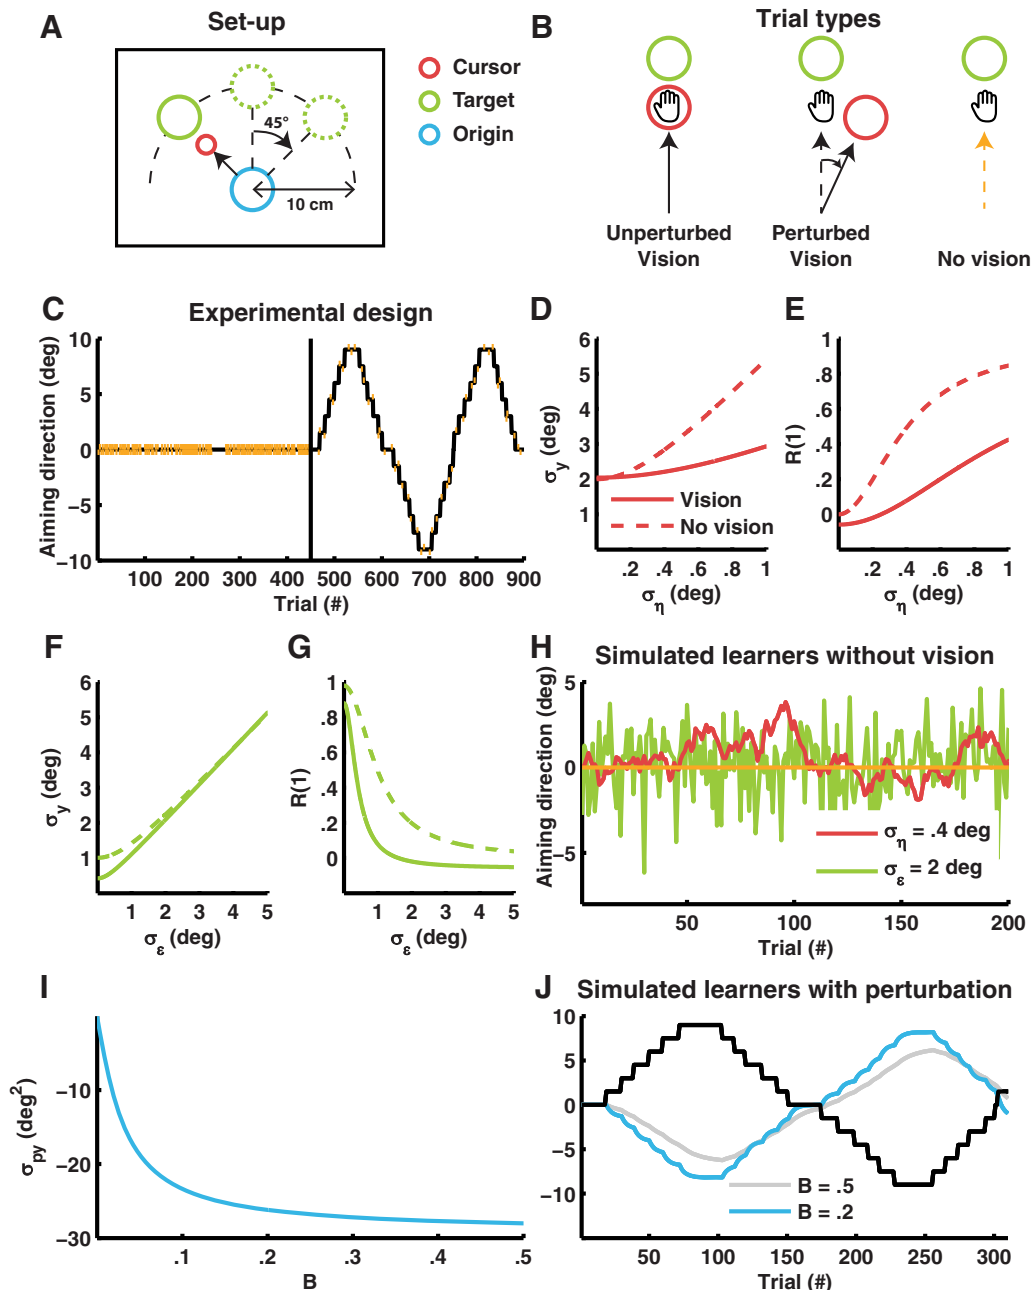 A
Set-up
Cursor
Target
Origin
45°
10 cm
B
Trial types
Unperturbed
Vision
Perturbed
Vision
No vision
C
Experimental design
Aiming direction (deg)
10
5
0
−5
−10
100 200 300 400 500 600 700 800 900
Trial (#)
D
σy (deg)
6
5
4
3
2
1
Vision
No vision
.2 .4 .6 .8 1
ση (deg)
E
R(1)
1
.8
.6
.4
.2
0
.2 .4 .6 .8 1
ση (deg)
F
σy (deg)
6
5
4
3
2
1
1 2 3 4 5
σε (deg)
G
R(1)
1
.8
.6
.4
.2
0
1 2 3 4 5
σε (deg)
H
Simulated learners without vision
Aiming direction (deg)
5
0
−5
ση = .4 deg
σε = 2 deg
50 100 150 200
Trial (#)
I
σpy (deg²)
−10
−20
−30
.1 .2 .3 .4 .5
B
J
Simulated learners with perturbation
10
5
0
−5
−10
B = .5
B = .2
50 100 150 200 250 300
Trial (#)